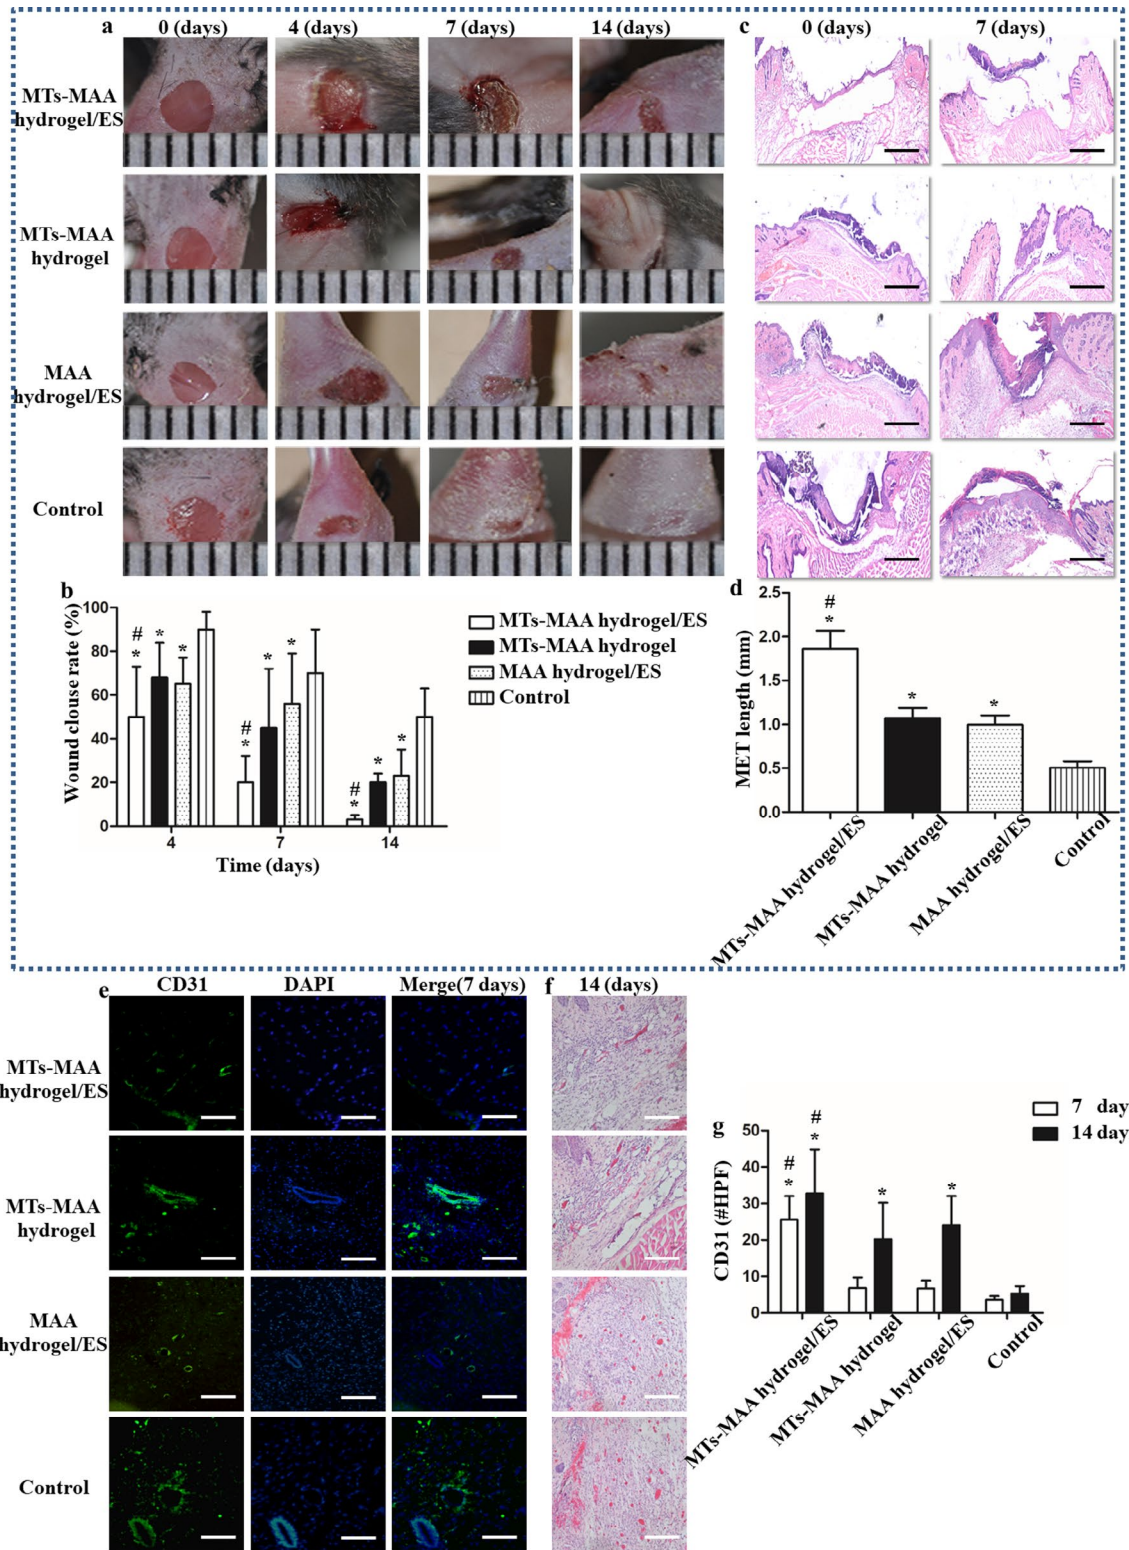 a
0 (days)
4 (days)
7 (days)
14 (days)
MTs-MAA
hydrogel/ES
MTs-MAA
hydrogel
MAA
hydrogel/ES
Control
c
0 (days)
7 (days)
b
Wound clouse rate (%)
100
80
60
40
20
0
#
*
*
*
#
*
*
*
#
*
*
*
4
7
14
Time (days)
MTs-MAA hydrogel/ES
MTs-MAA hydrogel
MAA hydrogel/ES
Control
d
MET length (mm)
2.5
2.0
1.5
1.0
0.5
0.0
#
*
*
*
MTs-MAA hydrogel/ES
MTs-MAA hydrogel
MAA hydrogel/ES
Control
e
CD31
DAPI
Merge(7 days)
MTs-MAA
hydrogel/ES
MTs-MAA
hydrogel
MAA
hydrogel/ES
Control
f
14 (days)
g
7 day
14 day
CD31 (#HPF)
50
40
30
20
10
0
#
*
#
*
*
*
MTs-MAA hydrogel/ES
MTs-MAA hydrogel
MAA hydrogel/ES
Control